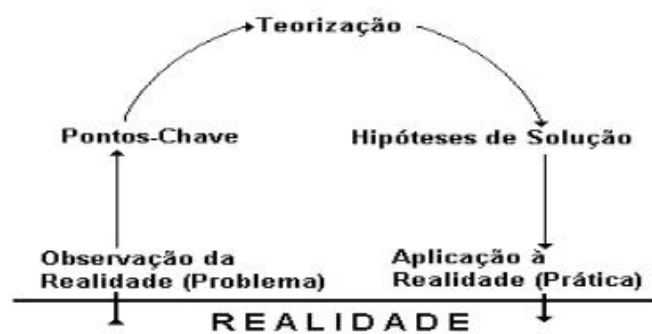 Teorização
Pontos-Chave
Hipóteses de Solução
Observação da
Realidade (Problema)
Aplicação à
Realidade (Prática)
REALIDADE